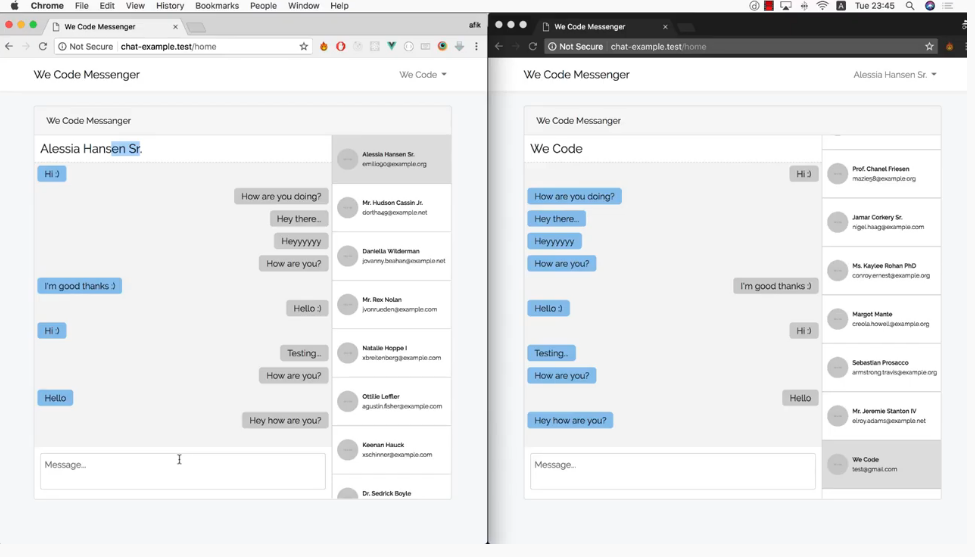 Chrome File Edit View History Bookmarks People Window Help
Tue 23:45
We Code Messenger
afik
Not Secure chat-example.test/home
We Code Messenger
We Code
We Code Messanger
Alessia Hansen Sr.
Hi :)
How are you doing?
Hey there...
Heyyyyyy
How are you?
I'm good thanks :)
Hello :)
Hi :)
Testing...
How are you?
Hello
Hey how are you?
Message...
Alessia Hansen Sr.
emilio90@example.org
Mr. Hudson Cassin Jr.
dortha49@example.net
Daniella Wilderman
jovanny.beahan@example.net
Mr. Rex Nolan
jvonrueden@example.com
Natalie Hoppe I
xbreitenberg@example.com
Ottilie Leffler
agustin.fisher@example.com
Keenan Hauck
xschinner@example.com
Dr. Sedrick Boyle
We Code Messenger
Not Secure chat-example.test/home
We Code Messenger
Alessia Hansen Sr.
We Code Messanger
We Code
Hi :)
How are you doing?
Hey there...
Heyyyyyy
How are you?
I'm good thanks :)
Hello :)
Hi :)
Testing...
How are you?
Hello
Hey how are you?
Message...
Prof. Chanel Friesen
mazie58@example.org
Jamar Corkery Sr.
nigel.haag@example.com
Ms. Kaylee Rohan PhD
conroy.ernest@example.org
Margot Mante
creola.howell@example.org
Sebastian Prosacco
armstrong.travis@example.org
Mr. Jeremie Stanton IV
elroy.adams@example.net
We Code
test@gmail.com